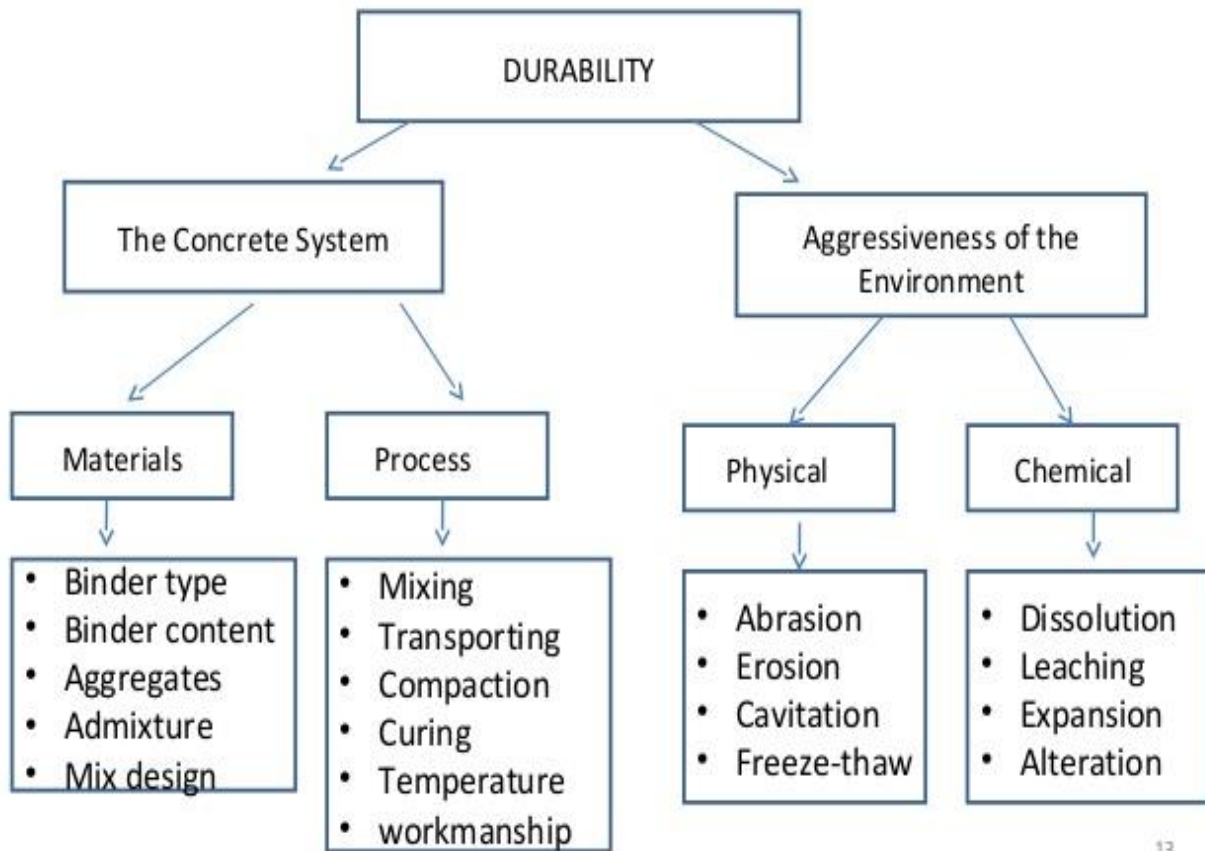 DURABILITY
The Concrete System
Aggressiveness of the
Environment
Materials
Process
Physical
Chemical
• Binder type
• Binder content
• Aggregates
• Admixture
• Mix design
• Mixing
• Transporting
• Compaction
• Curing
• Temperature
• workmanship
• Abrasion
• Erosion
• Cavitation
• Freeze-thaw
• Dissolution
• Leaching
• Expansion
• Alteration
13